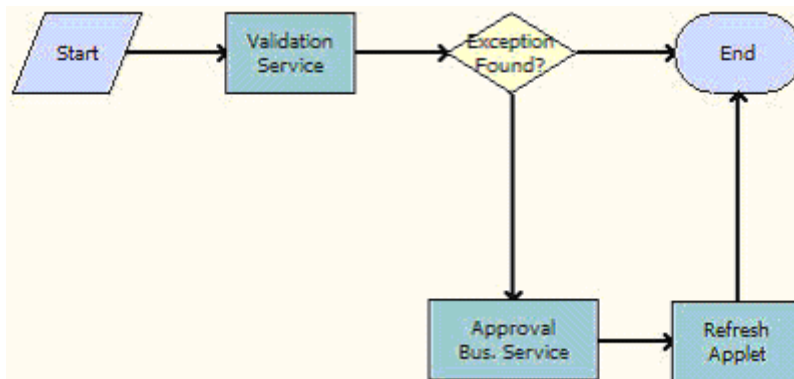 Start
Validation
Service
Exception
Found?
End
Approval
Bus. Service
Refresh
Applet